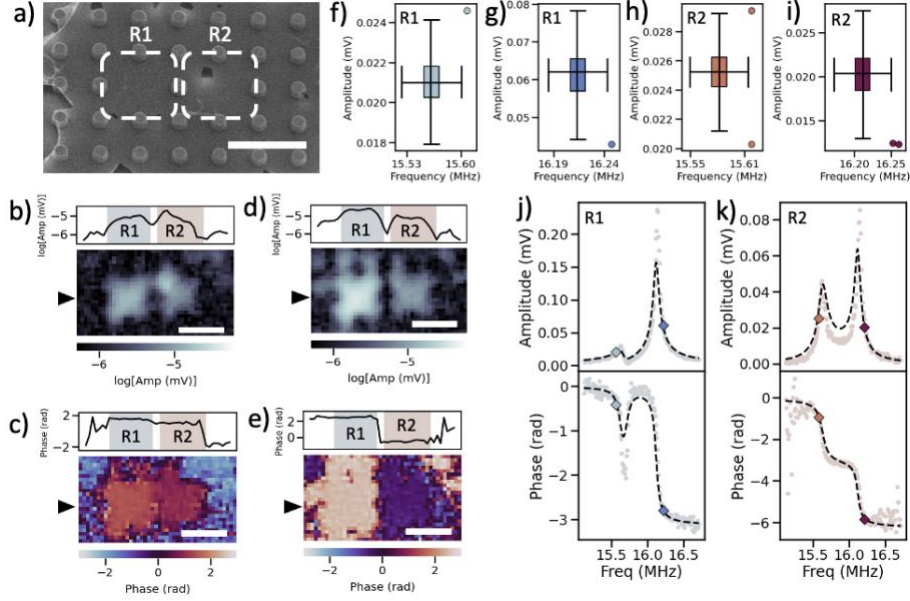 a)
R1 R2
f)
R1
Amplitude (mV)
0.024
0.022
0.020
0.018
15.53 15.60
Frequency (MHz)
g)
R1
Amplitude (mV)
0.08
0.07
0.06
0.05
16.19 16.24
Frequency (MHz)
h)
R2
Amplitude (mV)
0.028
0.026
0.024
0.022
0.020
15.55 15.61
Frequency (MHz)
i)
R2
Amplitude (mV)
0.025
0.020
0.015
16.20 16.25
Frequency (MHz)
b)
log[Amp (mV)]
−5
−6
R1 R2
−6 −5
log[Amp (mV)]
d)
log[Amp (mV)]
−5
−6
R1 R2
−6 −5
log[Amp (mV)]
c)
Phase (rad)
2
−2
R1 R2
−2 0 2
Phase (rad)
e)
Phase (rad)
2
0
R1 R2
−2 0 2
Phase (rad)
j)
R1
Amplitude (mV)
0.20
0.15
0.10
0.05
0.00
Phase (rad)
0
−1
−2
−3
15.5 16.0 16.5
Freq (MHz)
k)
R2
Amplitude (mV)
0.08
0.06
0.04
0.02
0.00
Phase (rad)
0
−2
−4
−6
15.5 16.0 16.5
Freq (MHz)